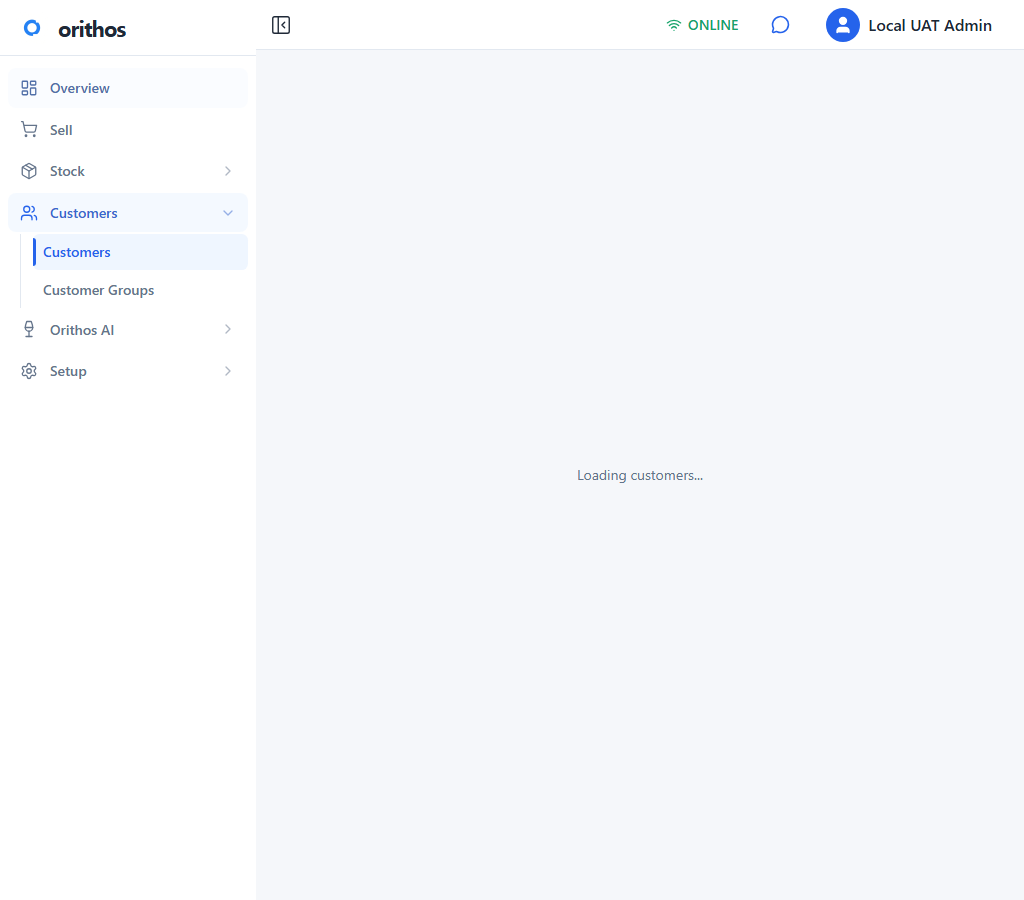 orithos
ONLINE
Local UAT Admin
Overview
Sell
Stock
Customers
Customers
Customer Groups
Orithos AI
Setup
Loading customers...